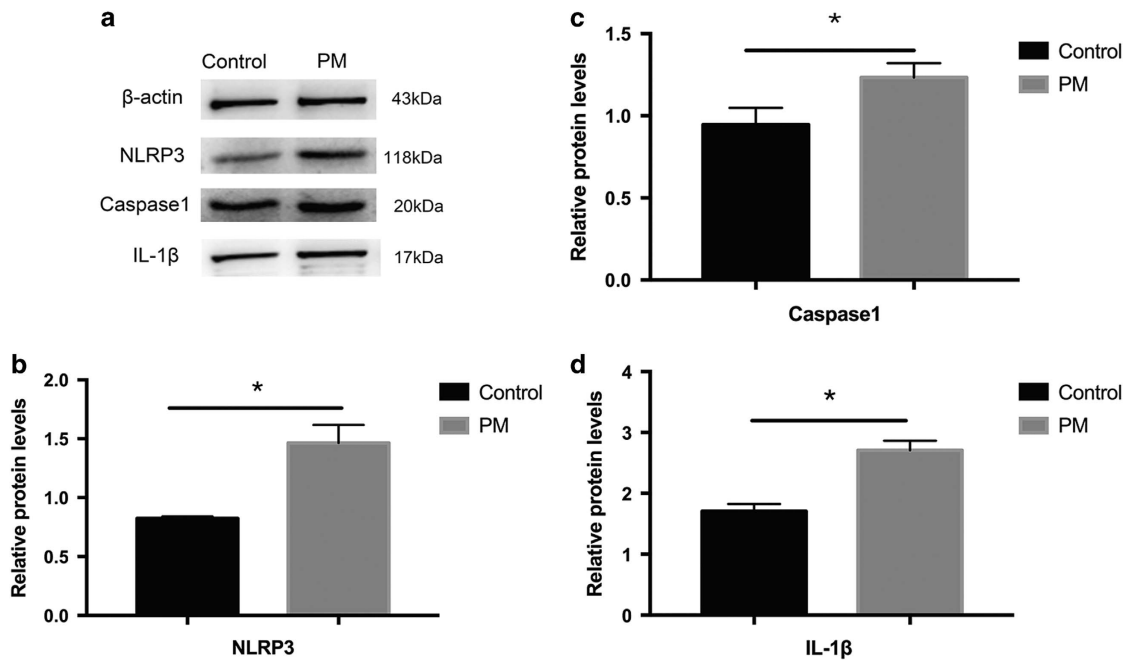 a
Control PM
β-actin 43kDa
NLRP3 118kDa
Caspase1 20kDa
IL-1β 17kDa
b
Relative protein levels
2.0
1.5
1.0
0.5
0.0
*
NLRP3
Control
PM
c
Relative protein levels
1.5
1.0
0.5
0.0
*
Caspase1
Control
PM
d
Relative protein levels
4
3
2
1
0
*
IL-1β
Control
PM